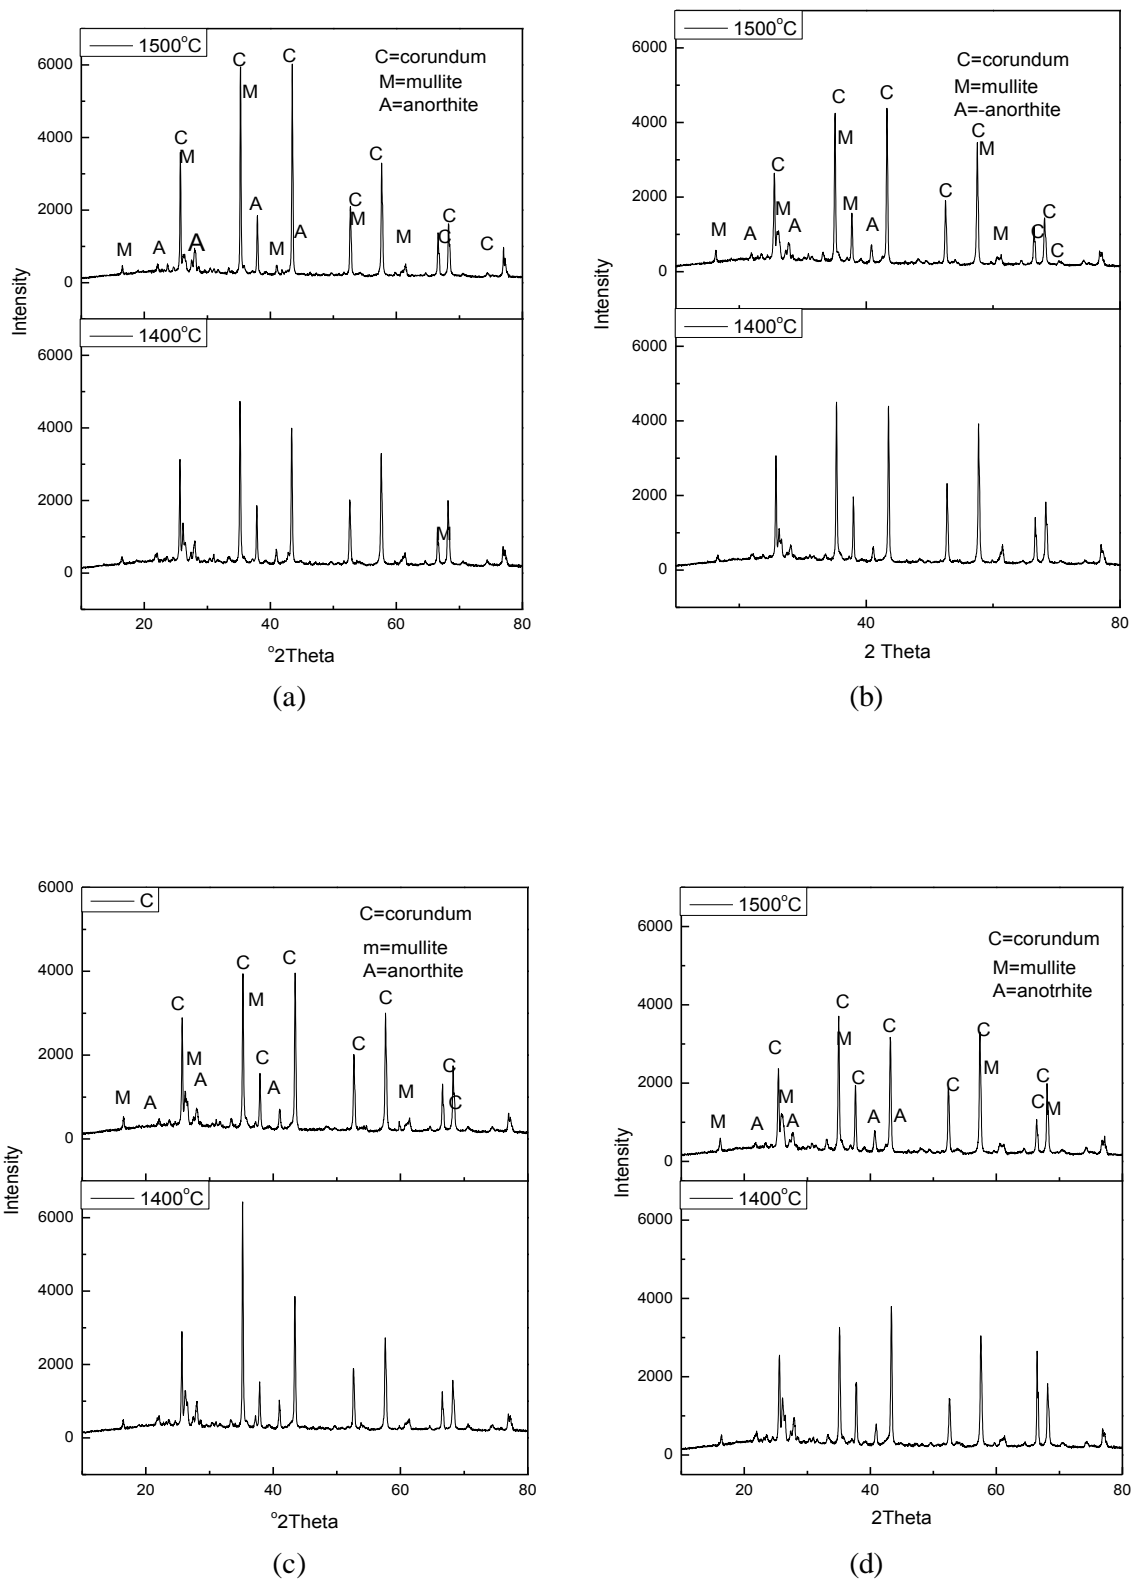 1500°C
C=corundum
M=mullite
A=anorthite
6000
4000
2000
0
M
A
C
M
A
C
M
A
M
C
A
C
M
C
M
C
C
C
Intensity
1400°C
6000
4000
2000
0
M
20
40
60
80
°2Theta
(a)
1500°C
C=corundum
M=mullite
A=-anorthite
6000
4000
2000
0
M
A
C
M
A
C
M
M
A
C
C
C
M
M
C
C
C
Intensity
1400°C
6000
4000
2000
0
40
60
80
2 Theta
(b)
C
C=corundum
m=mullite
A=anorthite
6000
4000
2000
0
M
A
C
M
A
C
M
C
A
C
C
C
M
C
C
Intensity
1400°C
6000
4000
2000
0
20
40
60
80
°2Theta
(c)
1500°C
C=corundum
M=mullite
A=anotrhite
6000
4000
2000
0
M
A
C
M
A
C
M
C
A
C
A
C
C
M
C
C
M
Intensity
1400°C
6000
4000
2000
0
20
40
60
80
2Theta
(d)